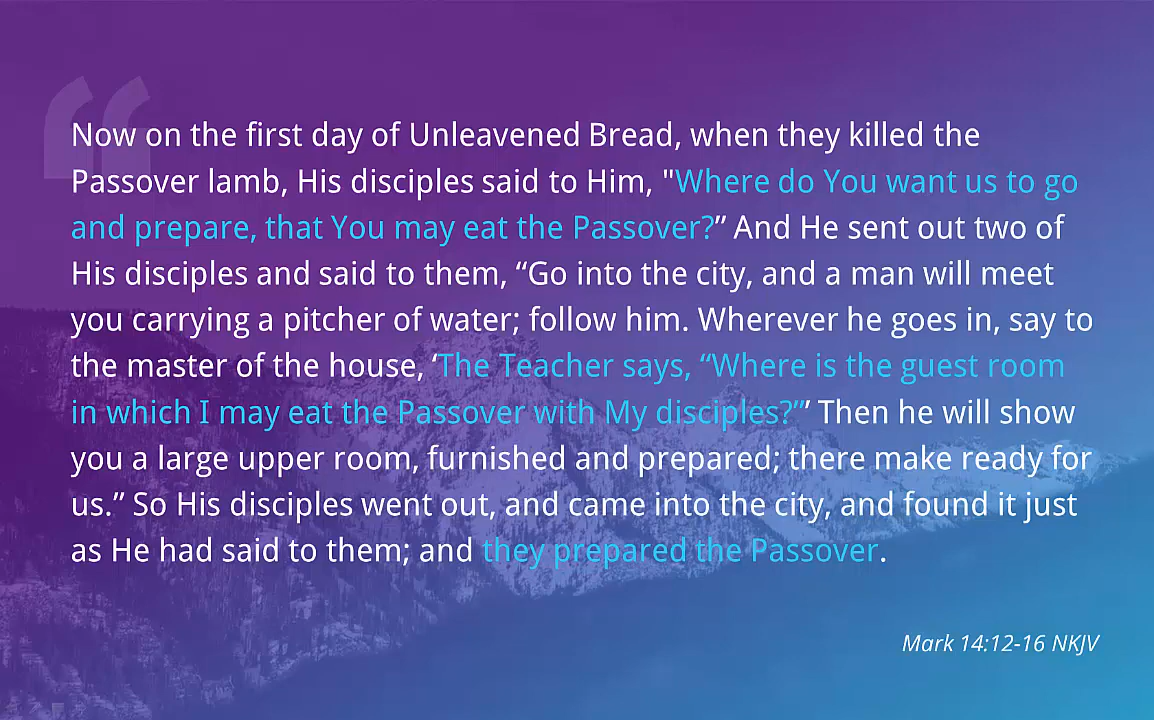 Now on the first day of Unleavened Bread, when they killed the
Passover lamb, His disciples said to Him, "Where do You want us to go
and prepare, that You may eat the Passover?” And He sent out two of
His disciples and said to them, “Go into the city, and a man will meet
you carrying a pitcher of water; follow him. Wherever he goes in, say to
the master of the house, ‘The Teacher says, “Where is the guest room
in which I may eat the Passover with My disciples?”’ Then he will show
you a large upper room, furnished and prepared; there make ready for
us.” So His disciples went out, and came into the city, and found it just
as He had said to them; and they prepared the Passover.
Mark 14:12-16 NKJV